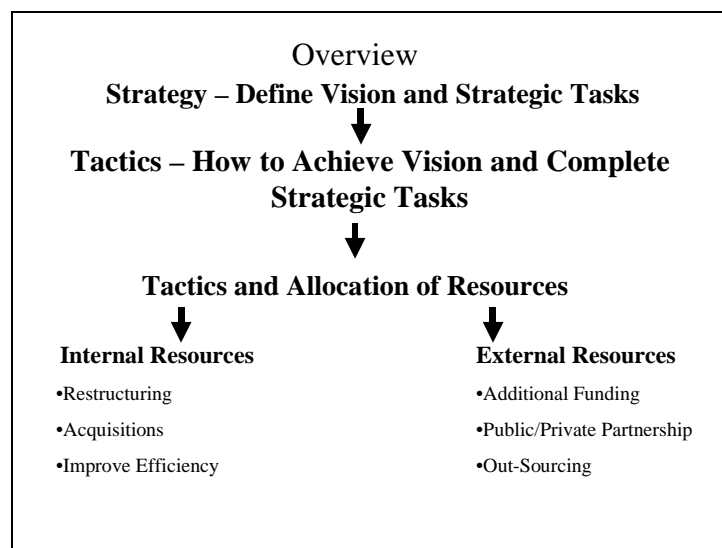 Overview
Strategy – Define Vision and Strategic Tasks
Tactics – How to Achieve Vision and Complete
Strategic Tasks
Tactics and Allocation of Resources
Internal Resources
•Restructuring
•Acquisitions
•Improve Efficiency
External Resources
•Additional Funding
•Public/Private Partnership
•Out-Sourcing